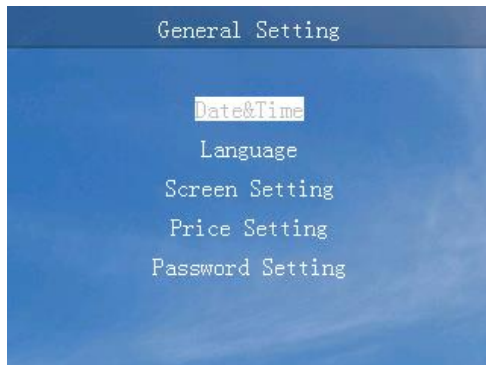 General Setting
Date&Time
Language
Screen Setting
Price Setting
Password Setting